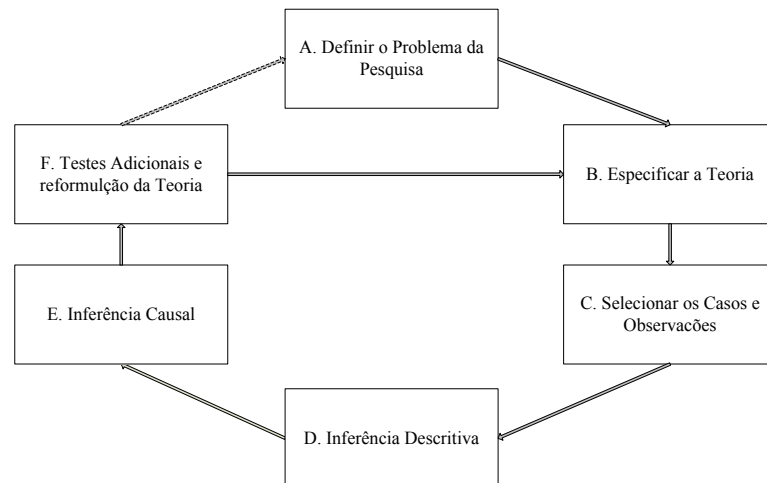 A. Definir o Problema da
Pesquisa
F. Testes Adicionais e
reformulção da Teoria
B. Especificar a Teoria
E. Inferência Causal
C. Selecionar os Casos e
Observacões
D. Inferência Descritiva